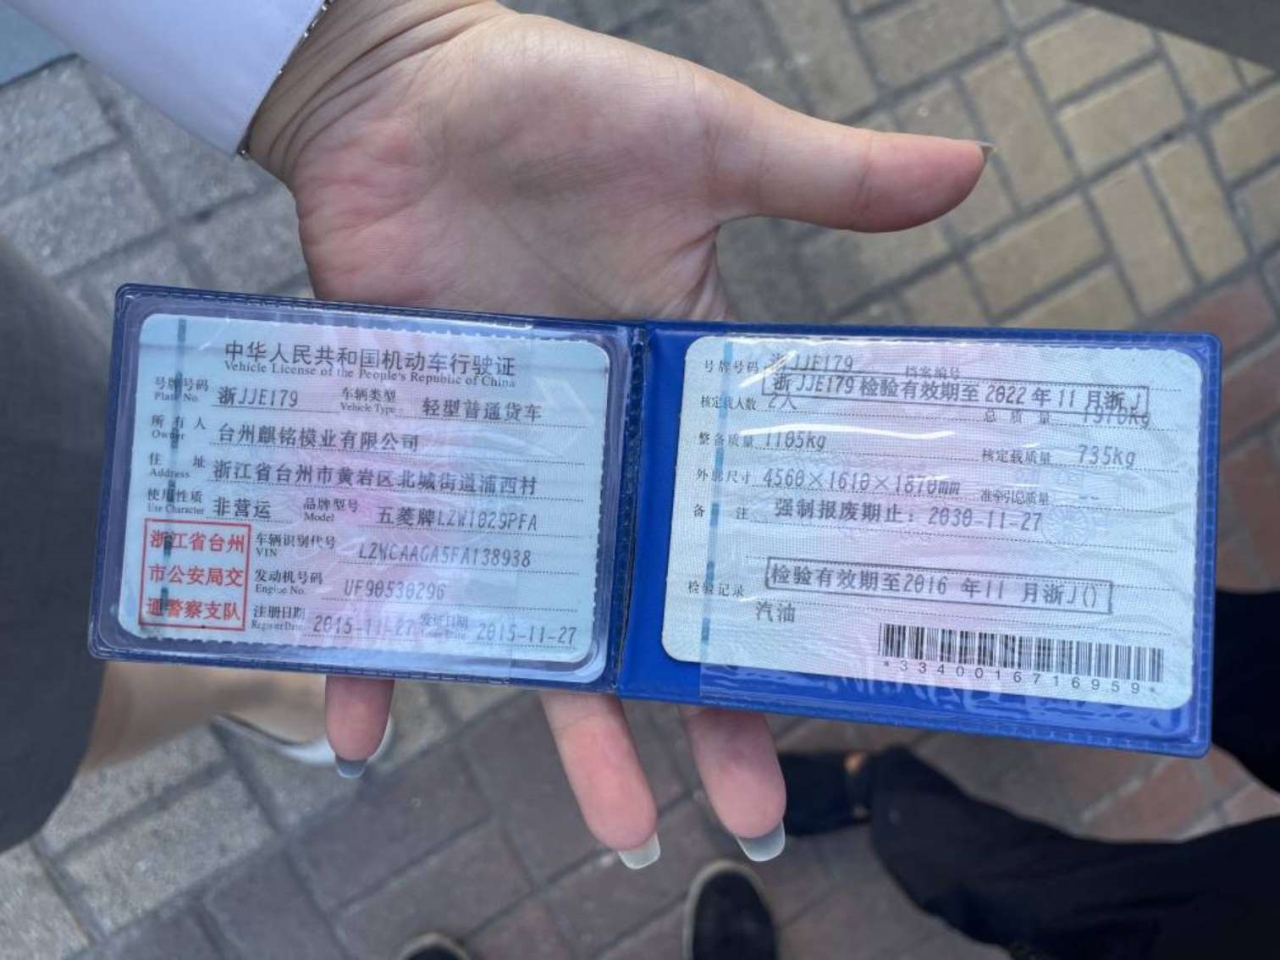 中华人民共和国机动车行驶证
Vehicle License of the People's Republic of China
号牌号码 Plate No. 浙JJE179 车辆类型 Vehicle Type 轻型普通货车
所有人 Owner 台州麒铭模业有限公司
住址 Address 浙江省台州市黄岩区北城街道浦西村
使用性质 Use Character 非营运 品牌型号 Model 五菱牌LZW1029PFA
浙江省台州
市公安局交
通警察支队
车辆识别代号 VIN LZWCAAGA5FA138938
发动机号码 Engine No. UF90530296
注册日期 Register Date 2015-11-27 发证日期 2015-11-27
号牌号码 浙JJE179 档案编号
浙JJE179 检验有效期至2022年11月浙J
核定载人数 2人 总质量 1970kg
整备质量 1105kg 核定载质量 735kg
外廓尺寸 4560×1610×1870mm 准牵引总质量 --
备注 强制报废期止：2030-11-27
检验记录 检验有效期至2016 年11 月浙J()
汽油
*3340016716959*